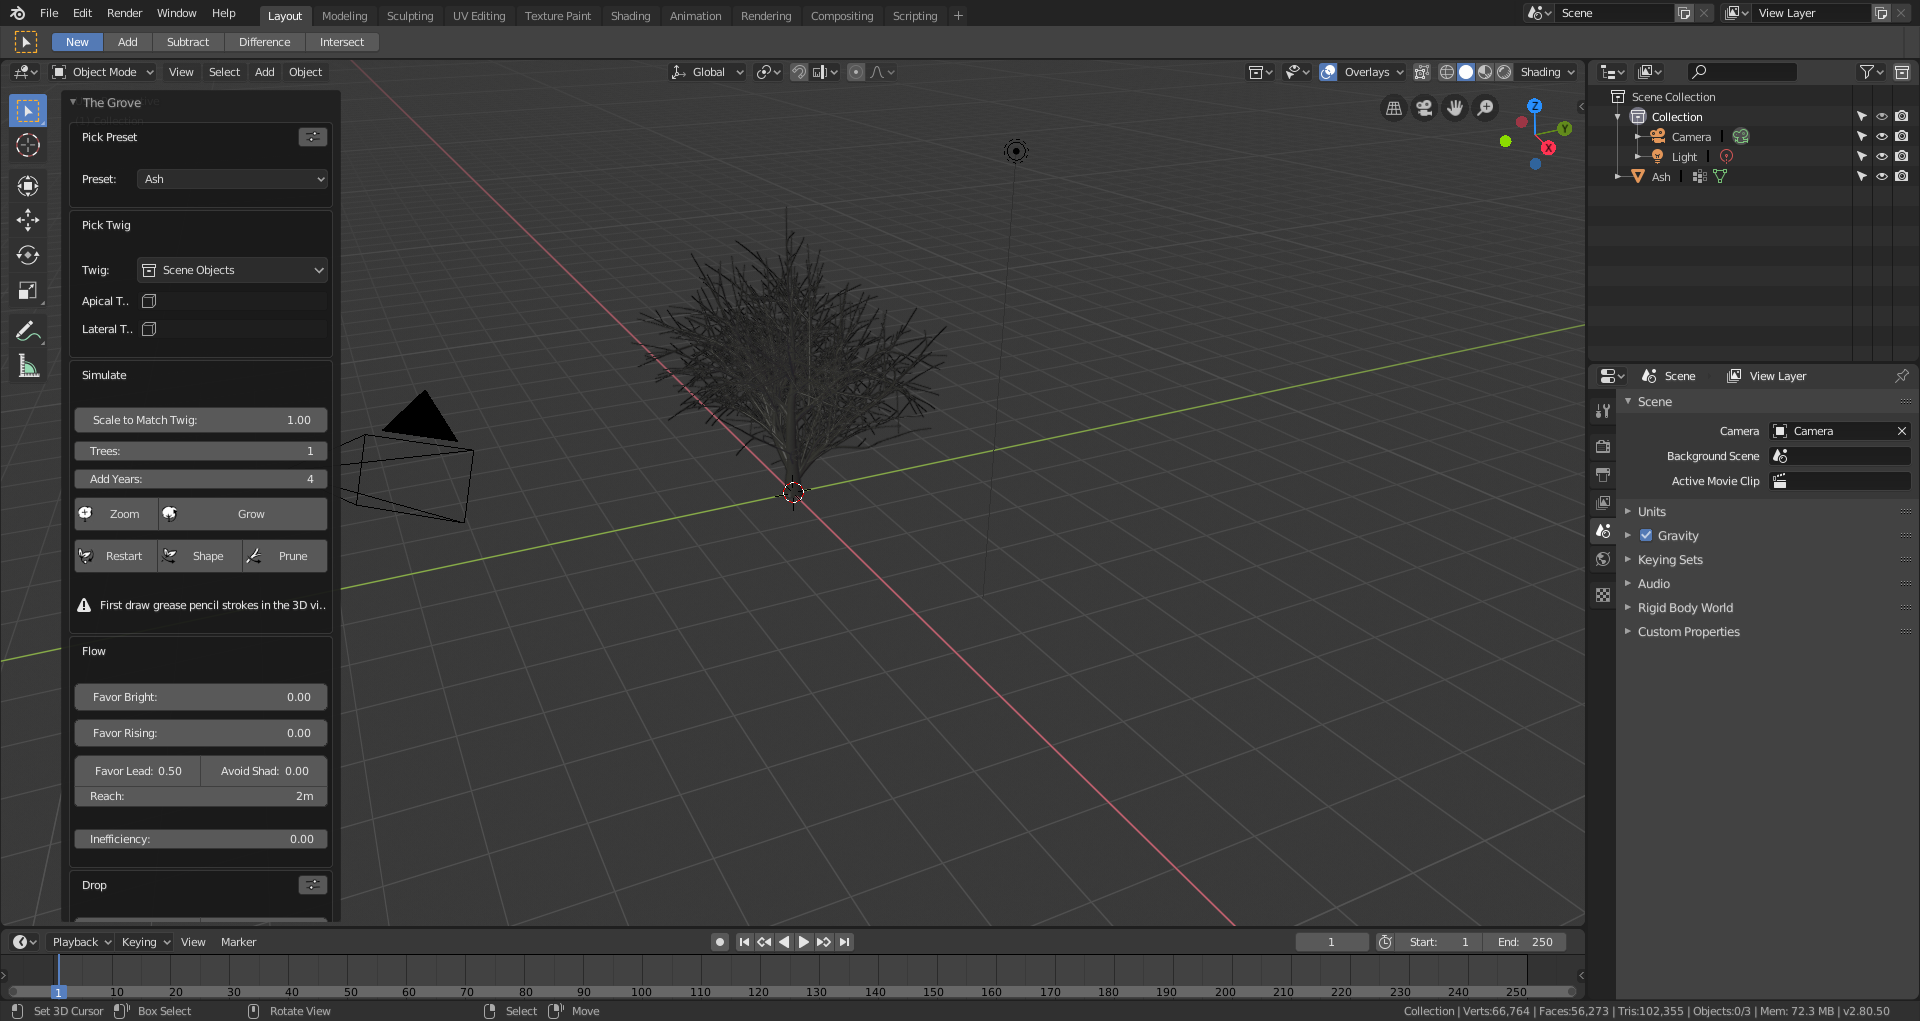 File Edit Render Window Help Layout Modeling Sculpting UV Editing Texture Paint Shading Animation Rendering Compositing Scripting + Scene View Layer
New Add Subtract Difference Intersect
Object Mode View Select Add Object Global Overlays Shading
The Grove
Pick Preset
Preset: Ash
Pick Twig
Twig: Scene Objects
Apical T..
Lateral T..
Simulate
Scale to Match Twig: 1.00
Trees: 1
Add Years: 4
Zoom Grow
Restart Shape Prune
First draw grease pencil strokes in the 3D vi..
Flow
Favor Bright: 0.00
Favor Rising: 0.00
Favor Lead: 0.50 Avoid Shad: 0.00
Reach: 2m
Inefficiency: 0.00
Drop
Z
Y
X
Scene Collection
Collection
Camera
Light
Ash
Scene View Layer
Scene
Camera Camera
Background Scene
Active Movie Clip
Units
Gravity
Keying Sets
Audio
Rigid Body World
Custom Properties
Playback Keying View Marker 1 Start: 1 End: 250
1 10 20 30 40 50 60 70 80 90 100 110 120 130 140 150 160 170 180 190 200 210 220 230 240 250
Set 3D Cursor Box Select Rotate View Select Move Collection | Verts:66,764 | Faces:56,273 | Tris:102,355 | Objects:0/3 | Mem: 72.3 MB | v2.80.50